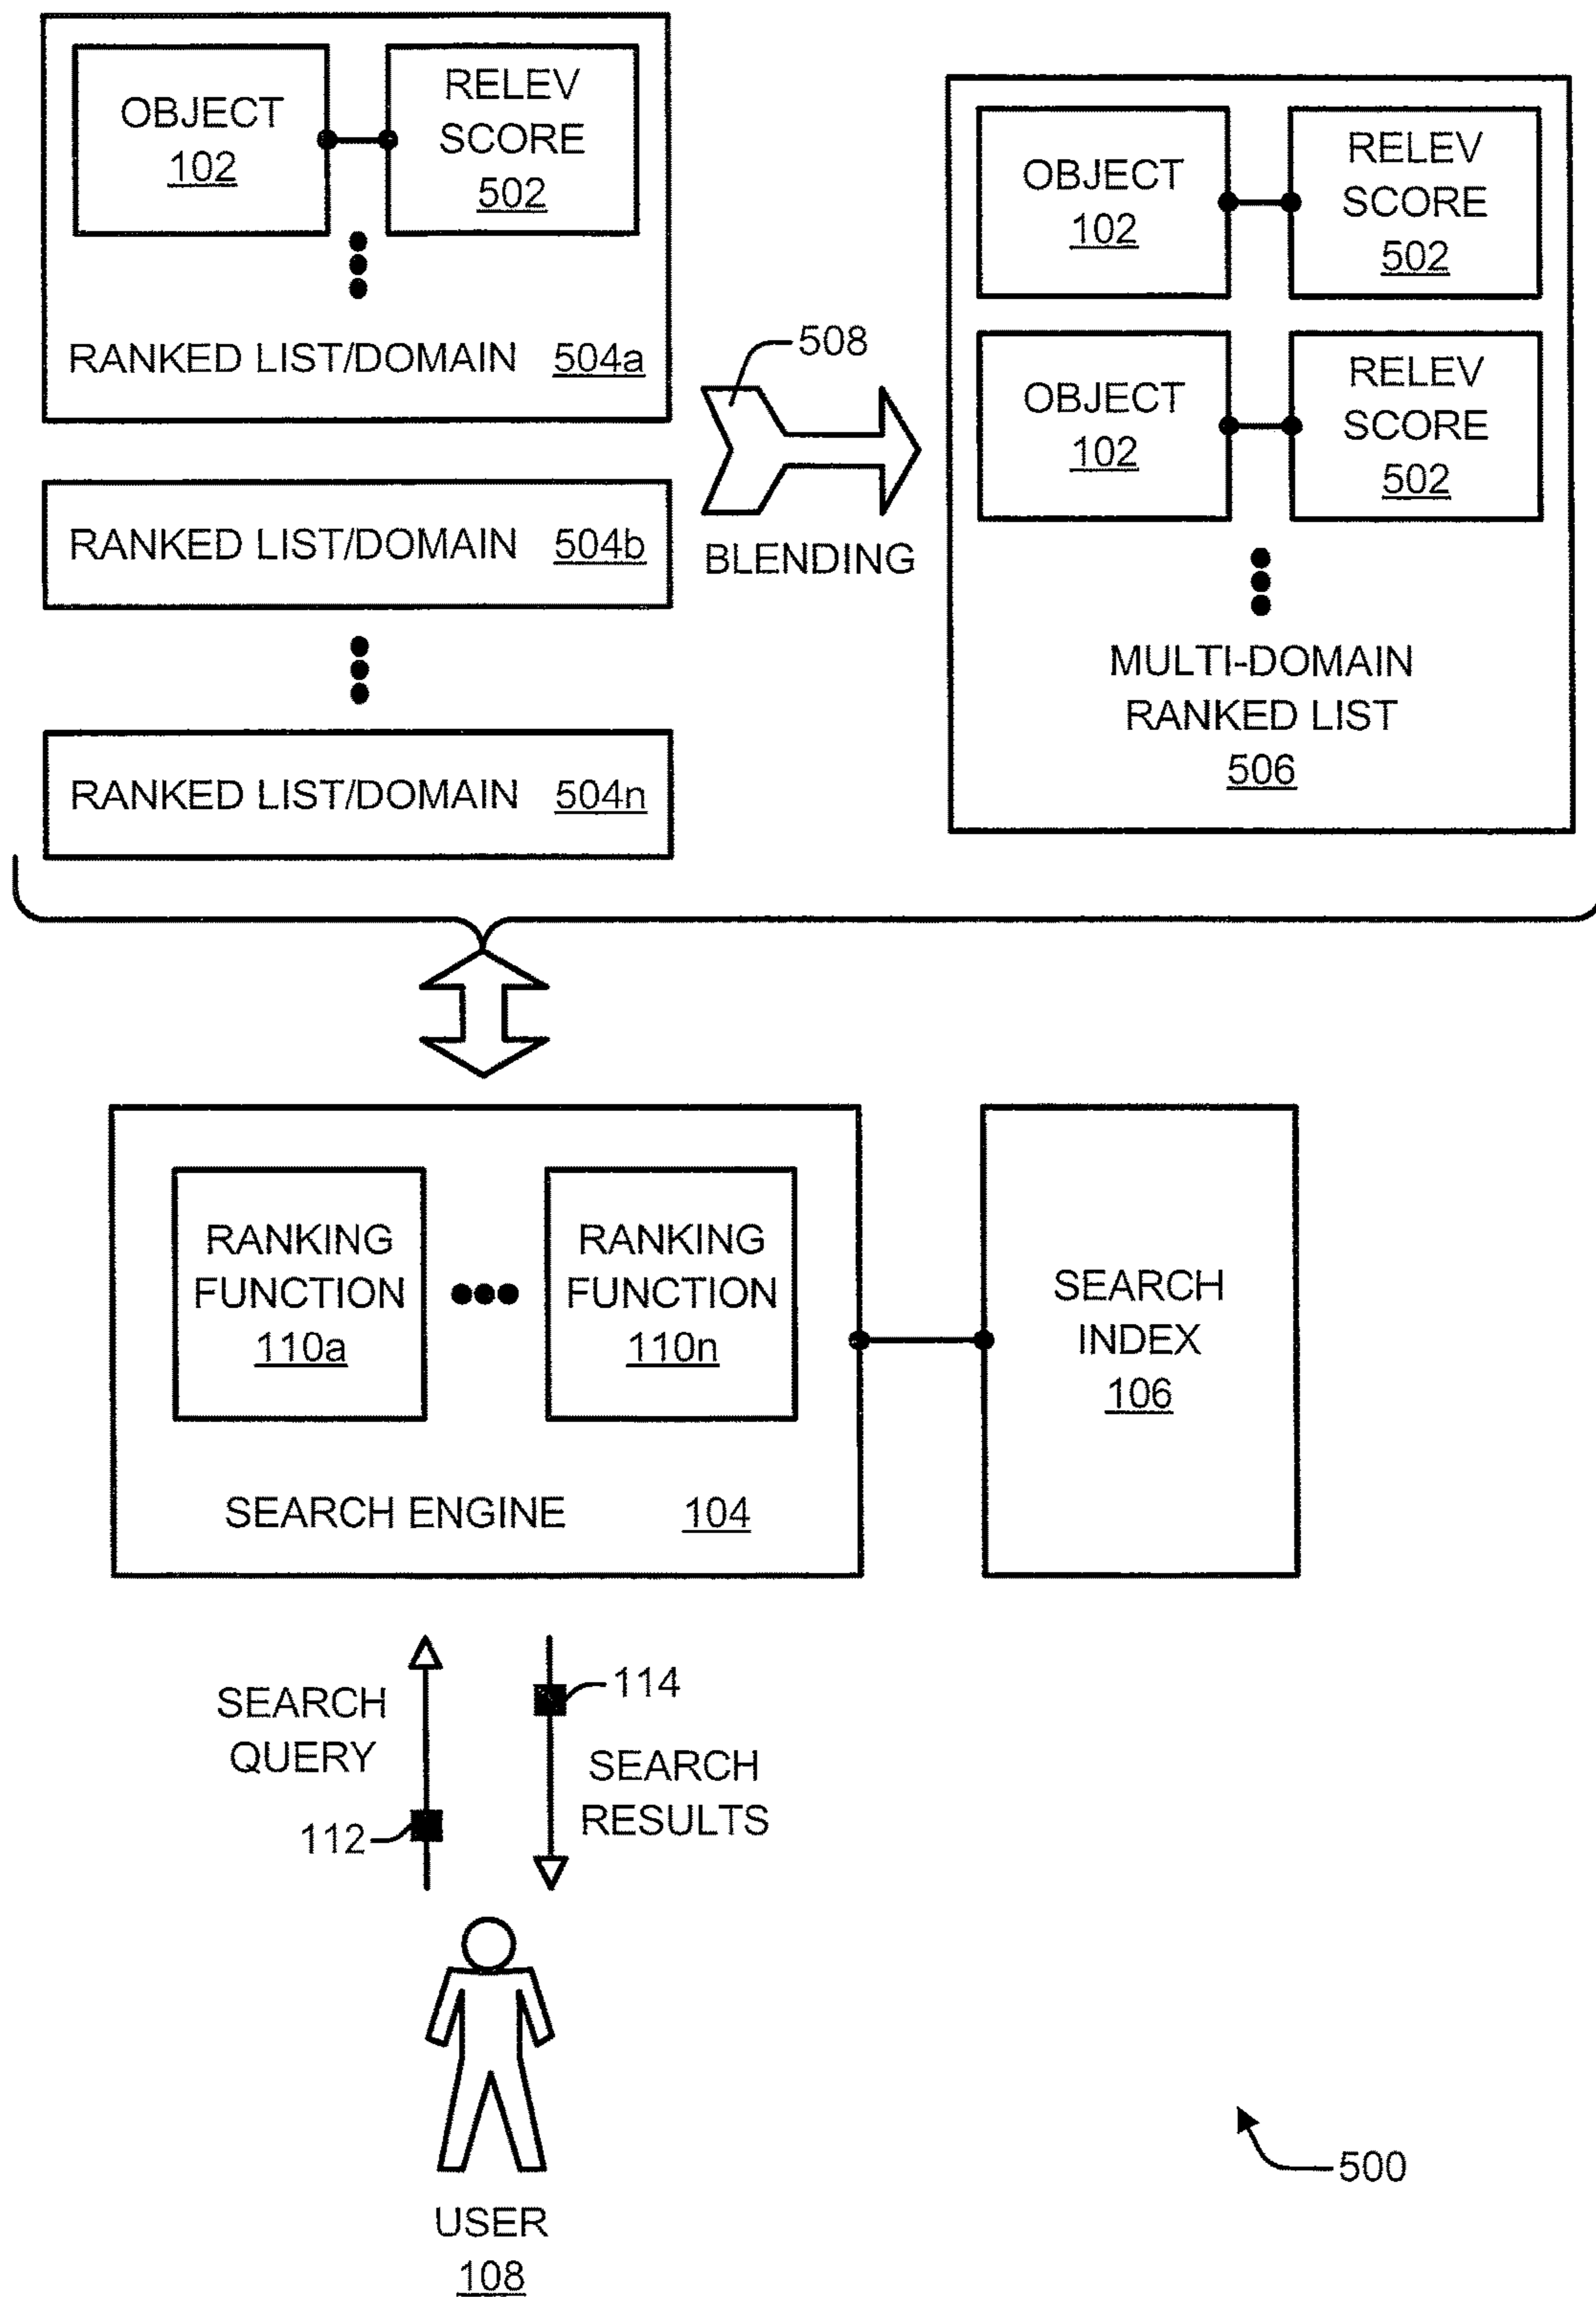 OBJECT
102
RELEV
SCORE
502
RANKED LIST/DOMAIN 504a
RANKED LIST/DOMAIN 504b
RANKED LIST/DOMAIN 504n
508
BLENDING
OBJECT
102
RELEV
SCORE
502
OBJECT
102
RELEV
SCORE
502
MULTI-DOMAIN
RANKED LIST
506
RANKING
FUNCTION
110a
RANKING
FUNCTION
110n
SEARCH ENGINE 104
SEARCH
INDEX
106
SEARCH
QUERY
112
114
SEARCH
RESULTS
USER
108
500